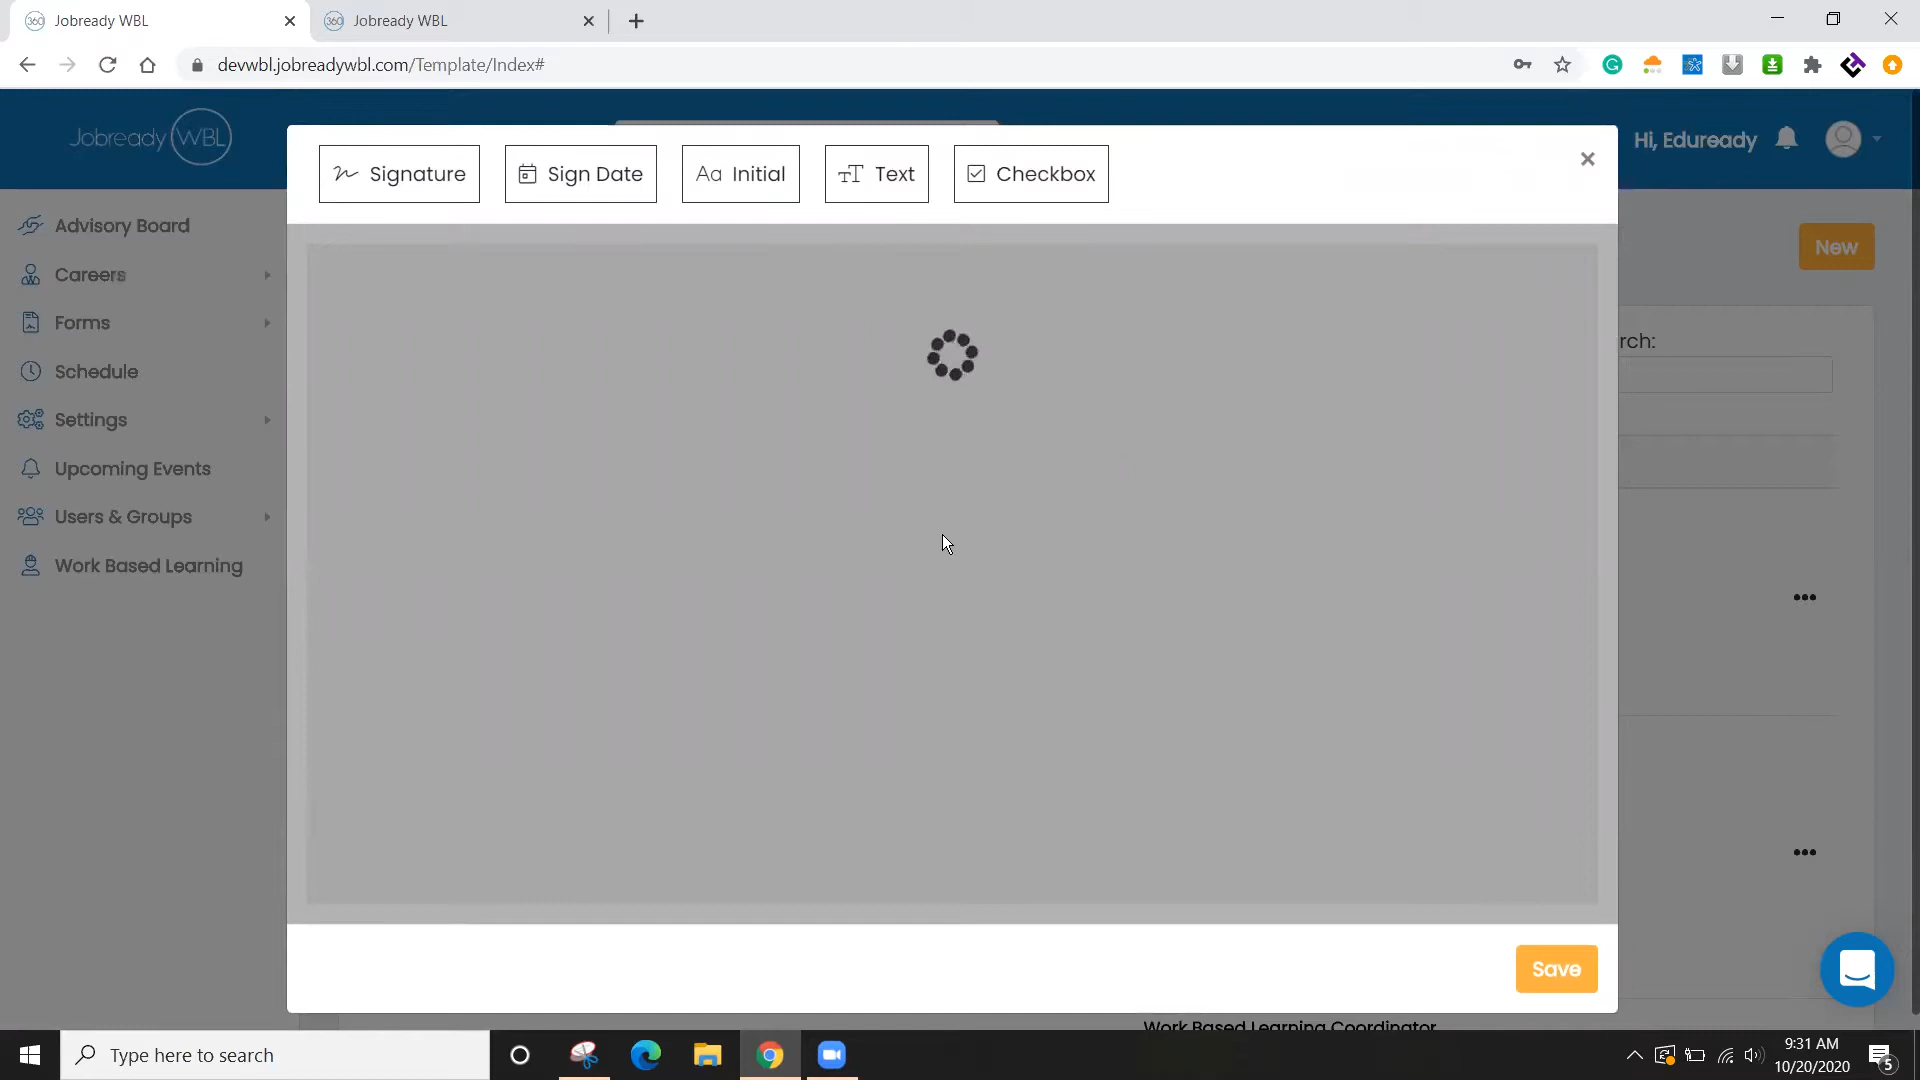 Jobready WBL
Jobready WBL
devwbl.jobreadywbl.com/Template/Index#
Jobready WBL
Hi, Eduready
Signature
Sign Date
Aa Initial
Text
Checkbox
×
Advisory Board
Careers
Forms
Schedule
Settings
Upcoming Events
Users & Groups
Work Based Learning
New
rch:
Save
Work Based Learning Coordinator
Type here to search
9:31 AM
10/20/2020
5